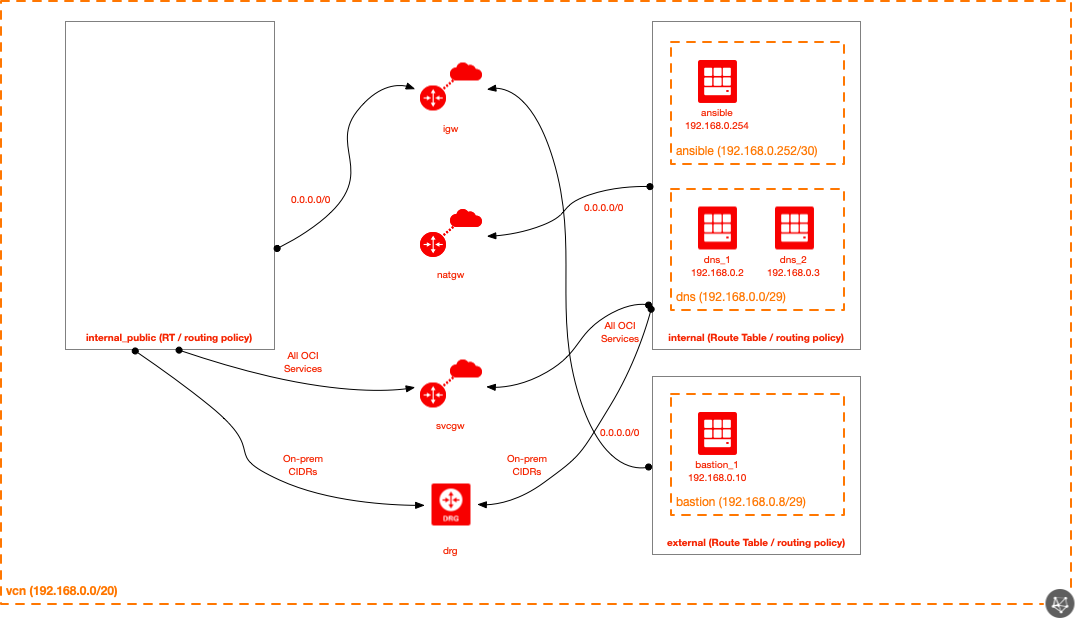 igw
0.0.0.0/0
natgw
internal_public (RT / routing policy)
All OCI
Services
svcgw
On-prem
CIDRs
DRG
drg
ansible
192.168.0.254
ansible (192.168.0.252/30)
0.0.0.0/0
dns_1
192.168.0.2
dns_2
192.168.0.3
dns (192.168.0.0/29)
All OCI
Services
internal (Route Table / routing policy)
0.0.0.0/0
On-prem
CIDRs
bastion_1
192.168.0.10
bastion (192.168.0.8/29)
external (Route Table / routing policy)
vcn (192.168.0.0/20)